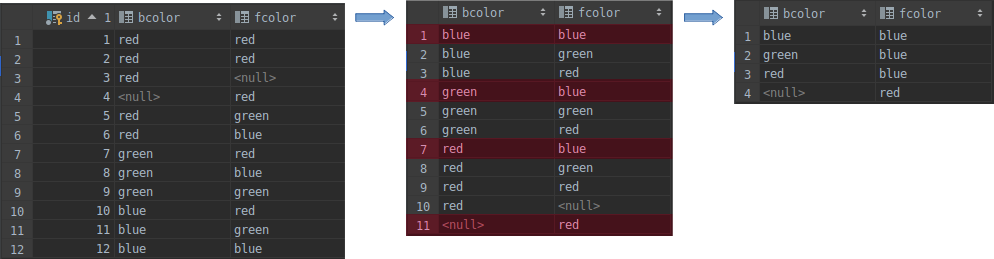 id 1 bcolor fcolor
1 1 red red
2 2 red red
3 3 red <null>
4 4 <null> red
5 5 red green
6 6 red blue
7 7 green red
8 8 green blue
9 9 green green
10 10 blue red
11 11 blue green
12 12 blue blue
bcolor fcolor
1 blue blue
2 blue green
3 blue red
4 green blue
5 green green
6 green red
7 red blue
8 red green
9 red red
10 red <null>
11 <null> red
bcolor fcolor
1 blue blue
2 green blue
3 red blue
4 <null> red